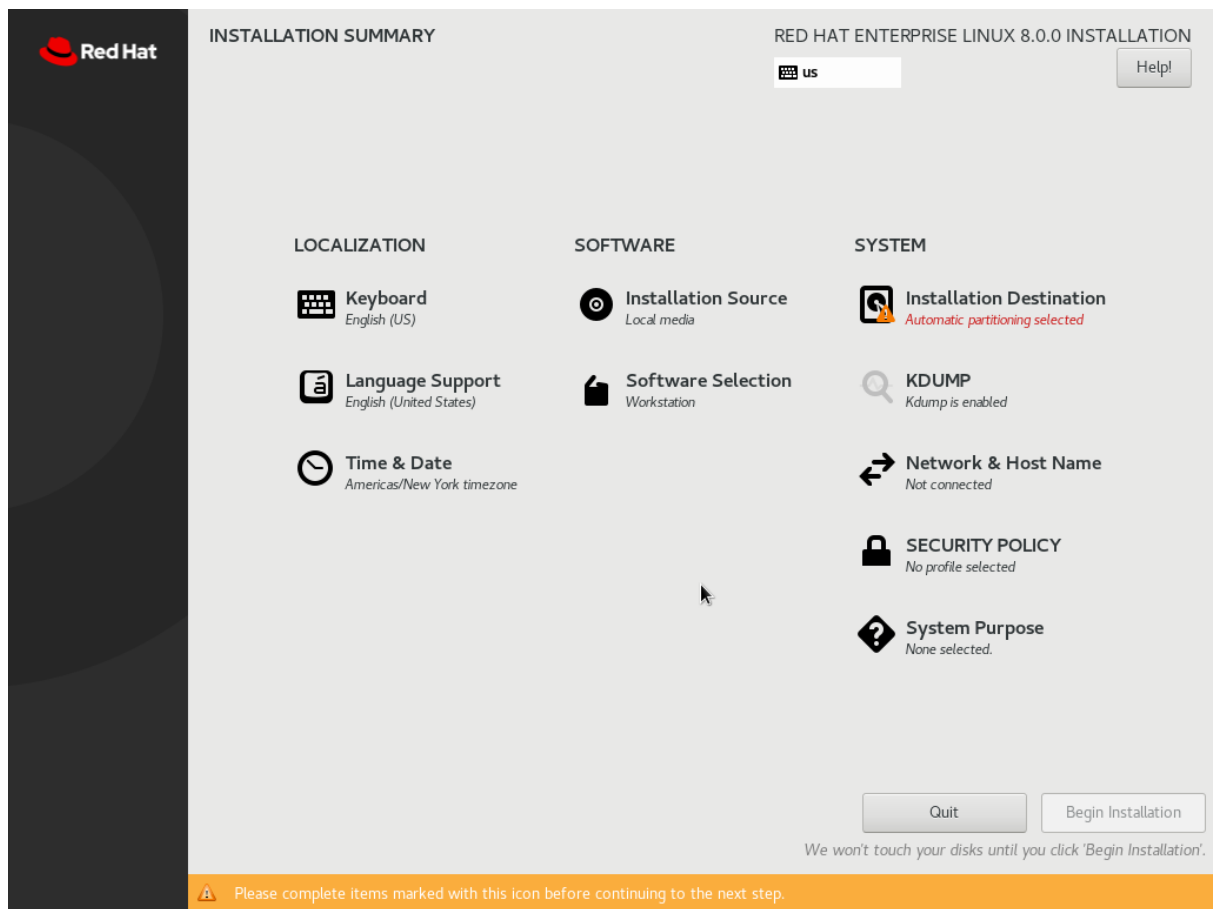 Red Hat
INSTALLATION SUMMARY
RED HAT ENTERPRISE LINUX 8.0.0 INSTALLATION
us
Help!
LOCALIZATION
Keyboard
English (US)
á
Language Support
English (United States)
Time & Date
Americas/New York timezone
SOFTWARE
Installation Source
Local media
Software Selection
Workstation
SYSTEM
Installation Destination
Automatic partitioning selected
KDUMP
Kdump is enabled
Network & Host Name
Not connected
SECURITY POLICY
No profile selected
?
System Purpose
None selected.
Quit
Begin Installation
We won't touch your disks until you click 'Begin Installation'.
Please complete items marked with this icon before continuing to the next step.